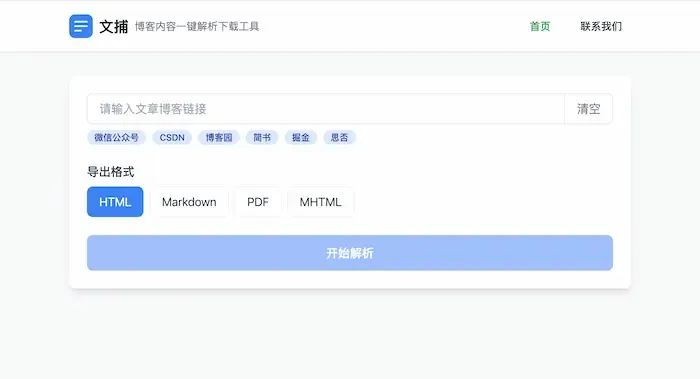 文捕 博客内容一键解析下载工具 首页 联系我们
请输入文章博客链接 清空
微信公众号 CSDN 博客园 简书 掘金 思否
导出格式
HTML Markdown PDF MHTML
开始解析